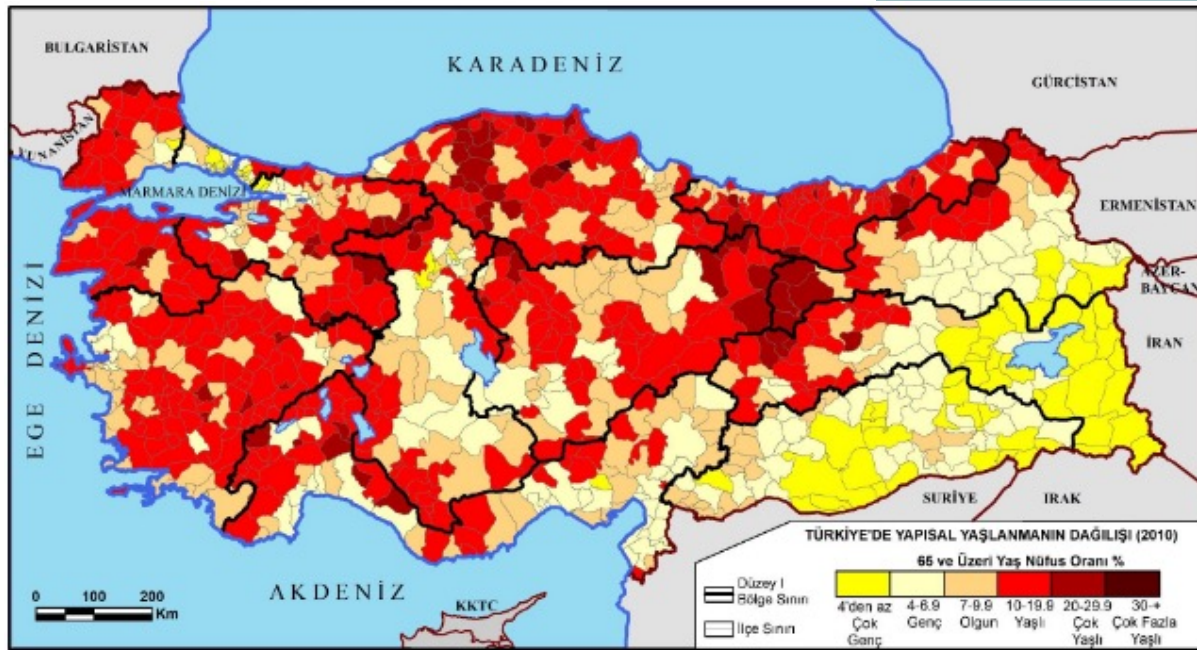 BULGARİSTAN
KARADENİZ
GÜRCİSTAN
YUNANİSTAN
MARMARA DENİZİ
ERMENİSTAN
AZER-
BAYCAN
İRAN
EGE DENİZİ
SURİYE
IRAK
AKDENİZ
KKTC
0 100 200
Km
TÜRKİYE'DE YAPISAL YAŞLANMANIN DAĞILIŞI (2010)
65 ve Üzeri Yaş Nüfus Oranı %
Düzey I
Bölge Sınırı
İlçe Sınırı
4'den az
Çok
Genç
4-6.9
Genç
7-9.9
Olgun
10-19.9
Yaşlı
20-29.9
Çok
Yaşlı
30-+
Çok Fazla
Yaşlı